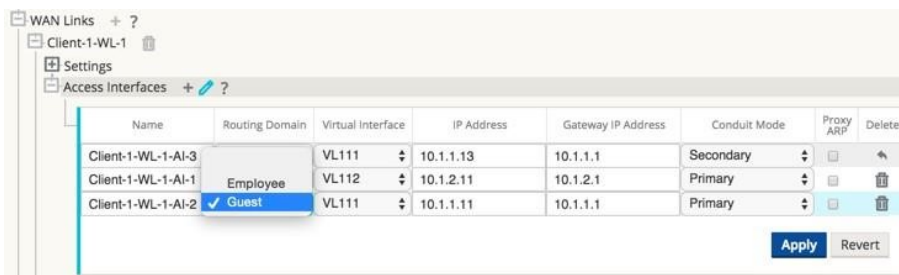 WAN Links + ?
Client-1-WL-1
Settings
Access Interfaces + ?
Name Routing Domain Virtual Interface IP Address Gateway IP Address Conduit Mode Proxy ARP Delete
Client-1-WL-1-AI-3 VL111 10.1.1.13 10.1.1.1 Secondary
Client-1-WL-1-AI-1 Employee VL112 10.1.2.11 10.1.2.1 Primary
Client-1-WL-1-AI-2 ✓ Guest VL111 10.1.1.11 10.1.1.1 Primary
Apply Revert